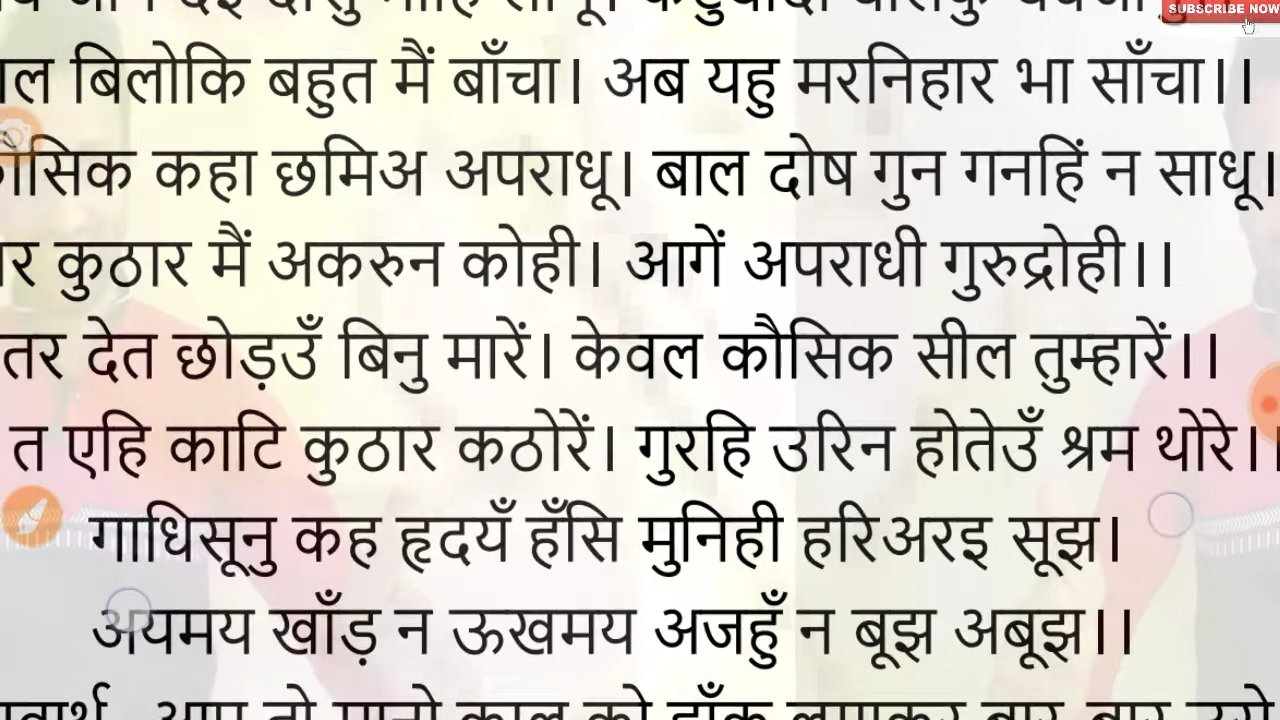 SUBSCRIBE NOW
बिलोकि बहुत मैं बाँचा। अब यहु मरनिहार भा साँचा।।
कहा छमिअ अपराधू। बाल दोष गुन गनहिं न साधू।
कुठार मैं अकरुन कोही। आगें अपराधी गुरुद्रोही।।
तर देत छोड़उँ बिनु मारें। केवल कौसिक सील तुम्हारें।।
त एहि काटि कुठार कठोरें। गुरहि उरिन होतेउँ श्रम थोरे।।
गाधिसूनु कह हृदयँ हँसि मुनिही हरिअरइ सूझ।
अयमय खाँड़ न ऊखमय अजहुँ न बूझ अबूझ।।